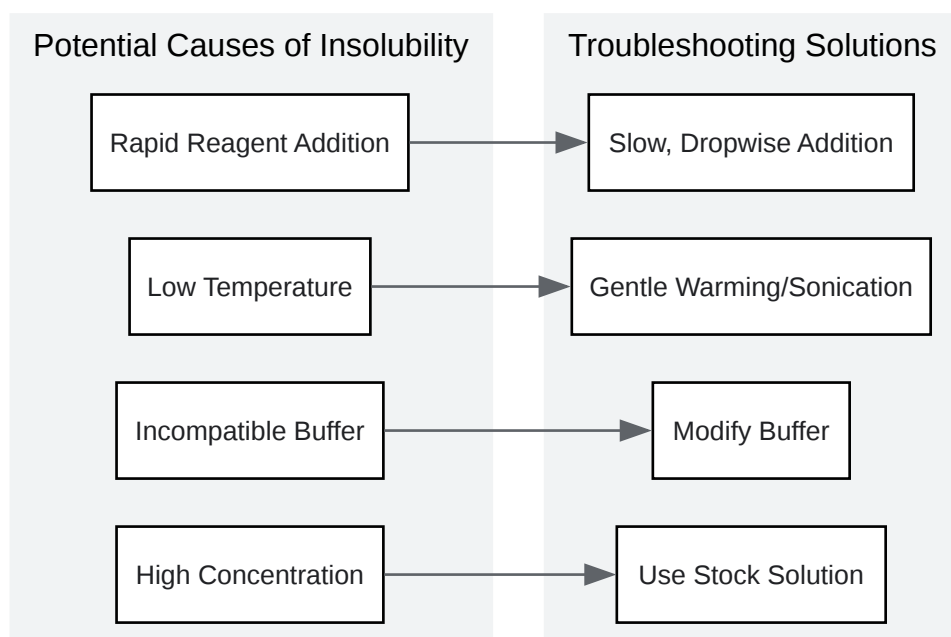 Potential Causes of Insolubility
Troubleshooting Solutions
Rapid Reagent Addition
Slow, Dropwise Addition
Low Temperature
Gentle Warming/Sonication
Incompatible Buffer
Modify Buffer
High Concentration
Use Stock Solution